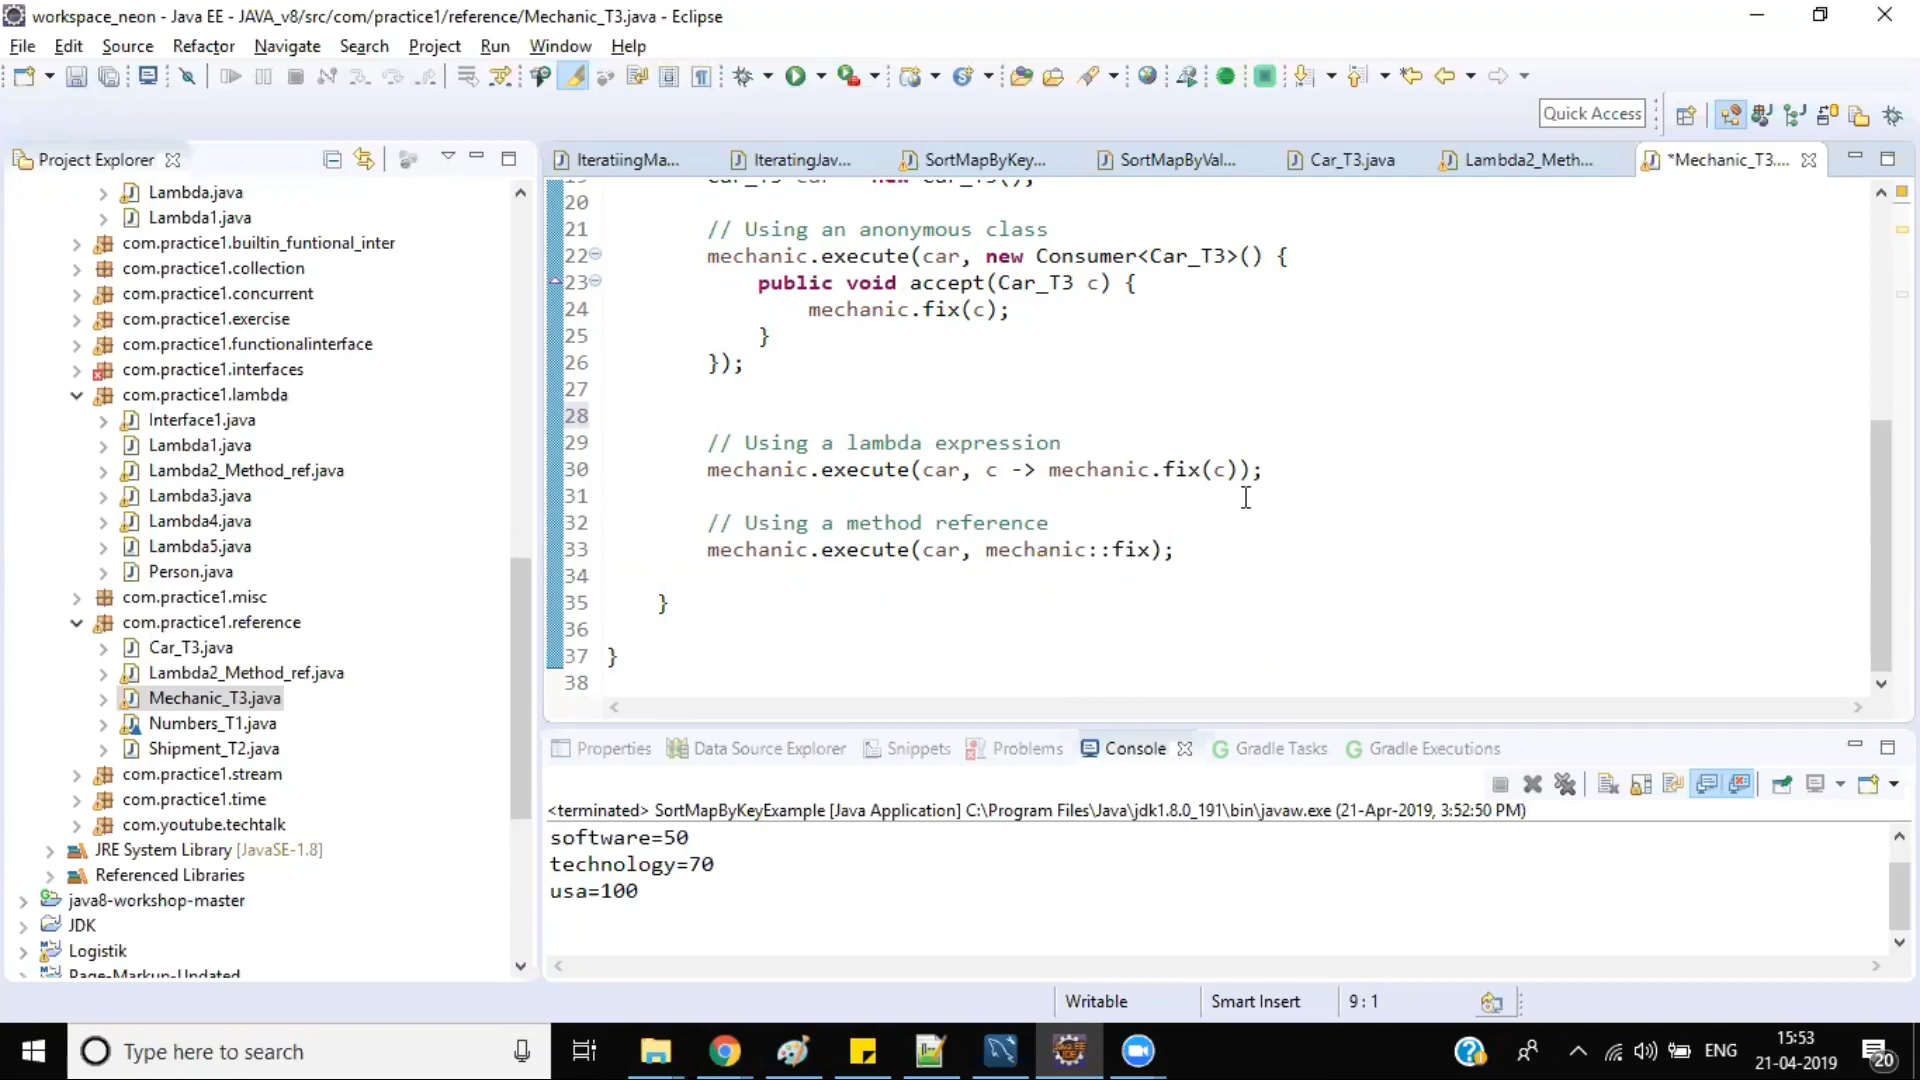 workspace_neon - Java EE - JAVA_v8/src/com/practice1/reference/Mechanic_T3.java - Eclipse
File Edit Source Refactor Navigate Search Project Run Window Help
Quick Access
Project Explorer
Lambda.java
Lambda1.java
com.practice1.builtin_funtional_inter
com.practice1.collection
com.practice1.concurrent
com.practice1.exercise
com.practice1.functionalinterface
com.practice1.interfaces
com.practice1.lambda
Interface1.java
Lambda1.java
Lambda2_Method_ref.java
Lambda3.java
Lambda4.java
Lambda5.java
Person.java
com.practice1.misc
com.practice1.reference
Car_T3.java
Lambda2_Method_ref.java
Mechanic_T3.java
Numbers_T1.java
Shipment_T2.java
com.practice1.stream
com.practice1.time
com.youtube.techtalk
JRE System Library [JavaSE-1.8]
Referenced Libraries
java8-workshop-master
JDK
Logistik
Page-Markup-Updated
IteratiingMa... IteratingJav... SortMapByKey... SortMapByVal... Car_T3.java Lambda2_Meth... *Mechanic_T3....
19 Car_T3 car = new Car_T3();
20
21 // Using an anonymous class
22 mechanic.execute(car, new Consumer<Car_T3>() {
23 public void accept(Car_T3 c) {
24 mechanic.fix(c);
25 }
26 });
27
28
29 // Using a lambda expression
30 mechanic.execute(car, c -> mechanic.fix(c));
31
32 // Using a method reference
33 mechanic.execute(car, mechanic::fix);
34
35 }
36
37 }
38
Properties Data Source Explorer Snippets Problems Console Gradle Tasks Gradle Executions
<terminated> SortMapByKeyExample [Java Application] C:\Program Files\Java\jdk1.8.0_191\bin\javaw.exe (21-Apr-2019, 3:52:50 PM)
software=50
technology=70
usa=100
Writable Smart Insert 9 : 1
Type here to search
ENG
15:53
21-04-2019
20